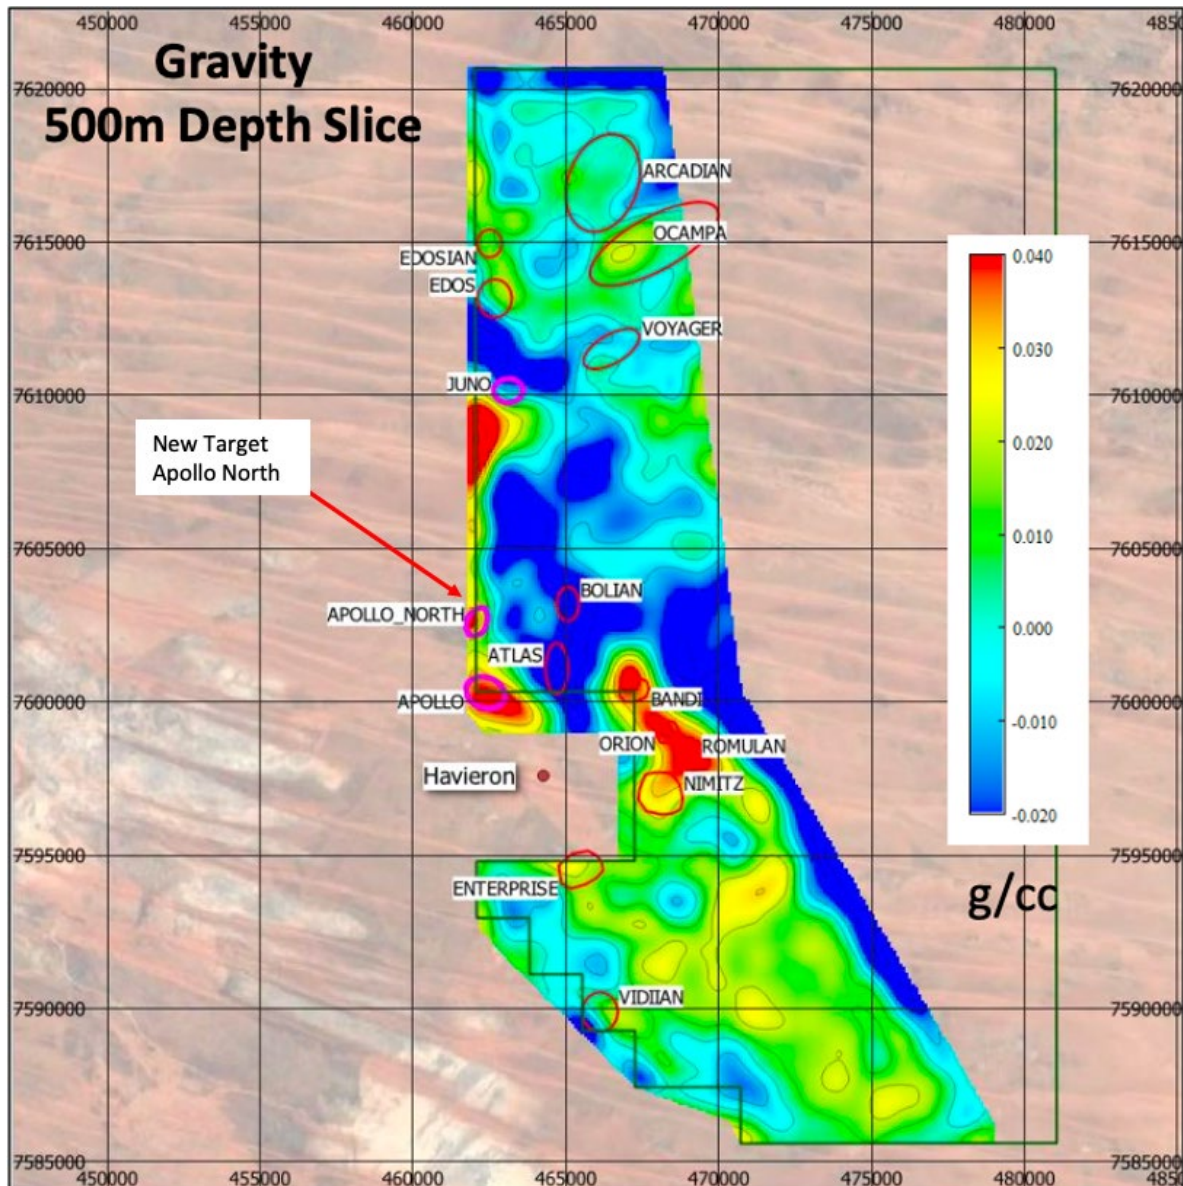 450000 455000 460000 465000 470000 475000 480000 485
Gravity
500m Depth Slice
7620000 7620000
ARCADIAN
OCAMPA
7615000 7615000
EDOSIAN
EDOS
VOYAGER
JUNO
7610000 7610000
New Target
Apollo North
7605000 7605000
BOLIAN
APOLLO_NORTH
ATLAS
APOLLO
BANDI
7600000 7600000
ORION
ROMULAN
Havieron
NIMITZ
7595000 7595000
ENTERPRISE
VIDIIAN
7590000 7590000
7585000 7585000
450000 455000 460000 465000 470000 475000 480000 485
0.040
0.030
0.020
0.010
0.000
-0.010
-0.020
g/cc